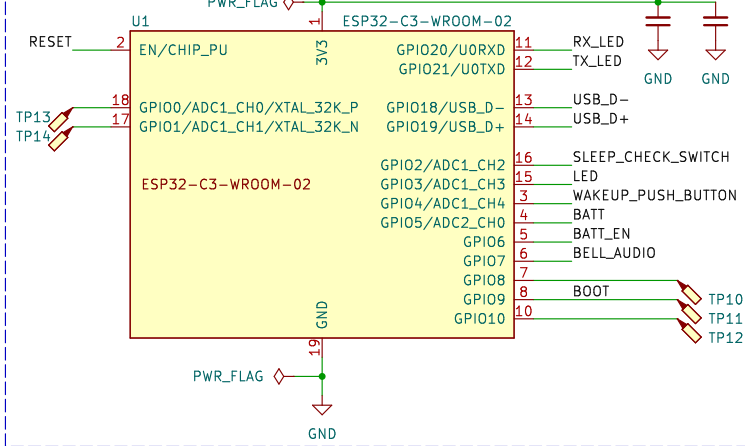 PWR_FLAG
U1 ESP32-C3-WROOM-02
1
3V3
RESET 2 EN/CHIP_PU GPIO20/U0RXD 11 RX_LED
GPIO21/U0TXD 12 TX_LED
GND GND
TP13 18 GPIO0/ADC1_CH0/XTAL_32K_P GPIO18/USB_D- 13 USB_D-
TP14 17 GPIO1/ADC1_CH1/XTAL_32K_N GPIO19/USB_D+ 14 USB_D+
GPIO2/ADC1_CH2 16 SLEEP_CHECK_SWITCH
ESP32-C3-WROOM-02 GPIO3/ADC1_CH3 15 LED
GPIO4/ADC1_CH4 3 WAKEUP_PUSH_BUTTON
GPIO5/ADC2_CH0 4 BATT
GPIO6 5 BATT_EN
GPIO7 6 BELL_AUDIO
GPIO8 7 TP10
GPIO9 8 BOOT TP11
GPIO10 10 TP12
GND
19
PWR_FLAG
GND